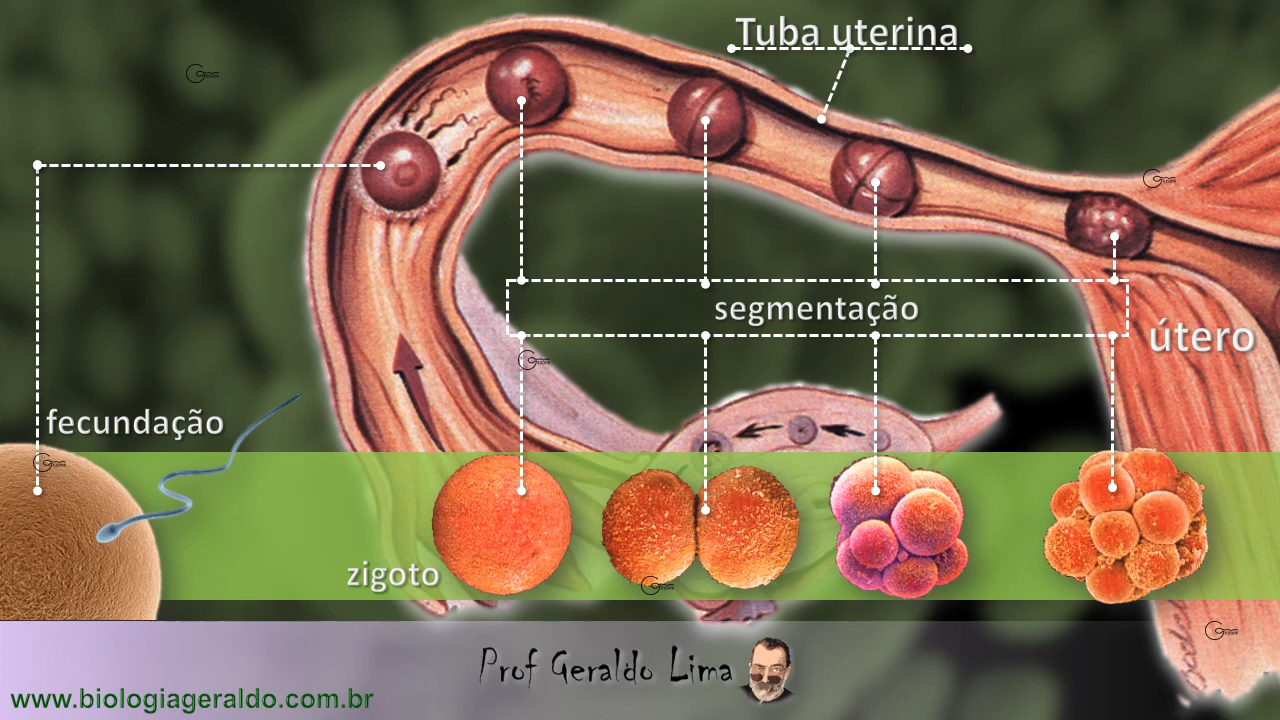 Tuba uterina
segmentação
útero
fecundação
zigoto
Prof Geraldo Lima
www.biologiageraldo.com.br